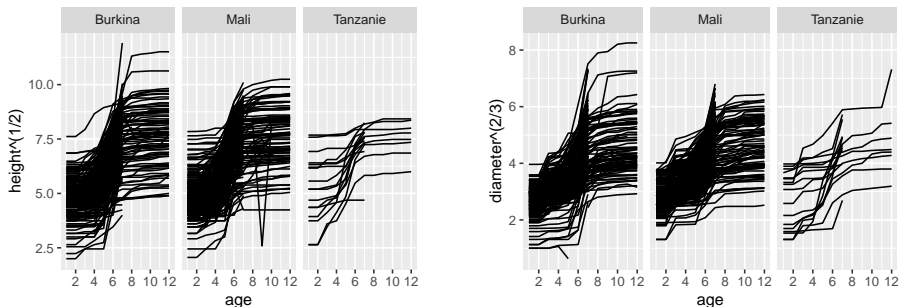 Burkina Mali Tanzanie
height^(1/2)
10.0
7.5
5.0
2.5
2 4 6 8 10 12 2 4 6 8 10 12 2 4 6 8 10 12
age
Burkina Mali Tanzanie
diameter^(2/3)
8
6
4
2
2 4 6 8 10 12 2 4 6 8 10 12 2 4 6 8 10 12
age